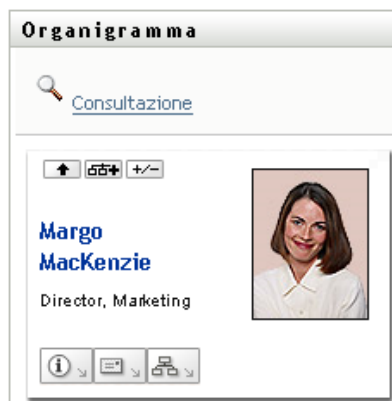 Organigramma
Consultazione
+/-
Margo
MacKenzie
Director, Marketing